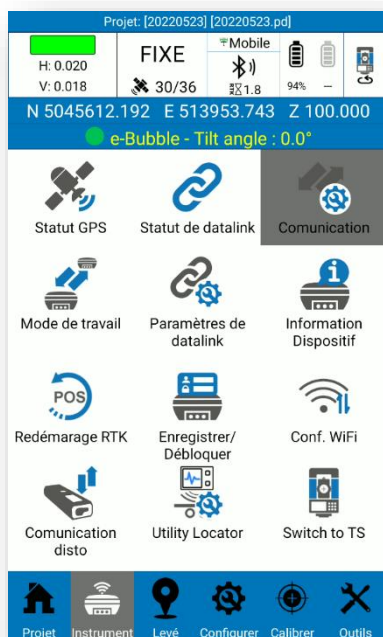 Projet: [20220523] [20220523.pd]
H: 0.020
V: 0.018
FIXE
30/36
Mobile
1.8
94%
–
N 5045612.192 E 513953.743 Z 100.000
e-Bubble - Tilt angle : 0.0°
Statut GPS
Statut de datalink
Comunication
Mode de travail
Paramètres de
datalink
Information
Dispositif
POS
Redémarage RTK
Enregistrer/
Débloquer
Conf. WiFi
Comunication
disto
Utility Locator
Switch to TS
Projet
Instrument
Levé
Configurer
Calibrer
Outils